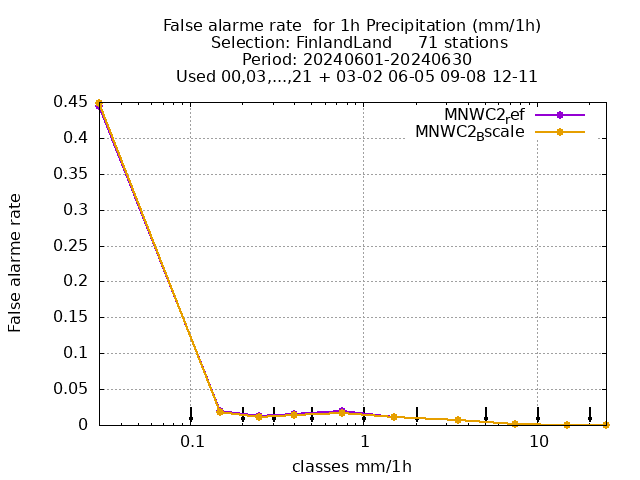 False alarme rate  for 1h Precipitation (mm/1h)
Selection: FinlandLand     71 stations
Period: 20240601-20240630
Used 00,03,...,21 + 03-02 06-05 09-08 12-11
MNWC2ref
MNWC2Bscale
0.45
0.4
0.35
0.3
0.25
0.2
0.15
0.1
0.05
0
False alarme rate
0.1
1
10
classes mm/1h